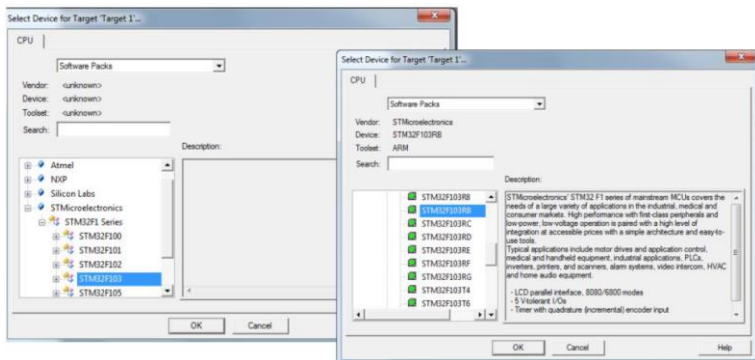 Select Device for Target 'Target 1'...
CPU
Software Packs
Vendor: <unknown>
Device: <unknown>
Toolset: <unknown>
Search:
Description:
Atmel
NXP
Silicon Labs
STMicroelectronics
STM32F1 Series
STM32F100
STM32F101
STM32F102
STM32F103
STM32F105
OK Cancel
Select Device for Target 'Target 1'...
CPU
Software Packs
Vendor: STMicroelectronics
Device: STM32F103RB
Toolset: ARM
Search:
Description:
STM32F103R8
STM32F103RB
STM32F103RC
STM32F103RD
STM32F103RE
STM32F103RF
STM32F103RG
STM32F103T4
STM32F103T6
STMicroelectronics' STM32 F1 series of mainstream MCUs covers the
needs of a large variety of applications in the industrial, medical and
consumer markets. High performance with first-class peripherals and
low-power, low-voltage operation is paired with a high level of
integration at accessible prices with a simple architecture and easy-to-
use tools.
Typical applications include motor drives and application control,
medical and handheld equipment, industrial applications, PLCs,
inverters, printers, and scanners, alarm systems, video intercom, HVAC
and home audio equipment.
- LCD parallel interface, 8080/6800 modes
- 5 V-tolerant I/Os
- Timer with quadrature (incremental) encoder input
OK Cancel Help